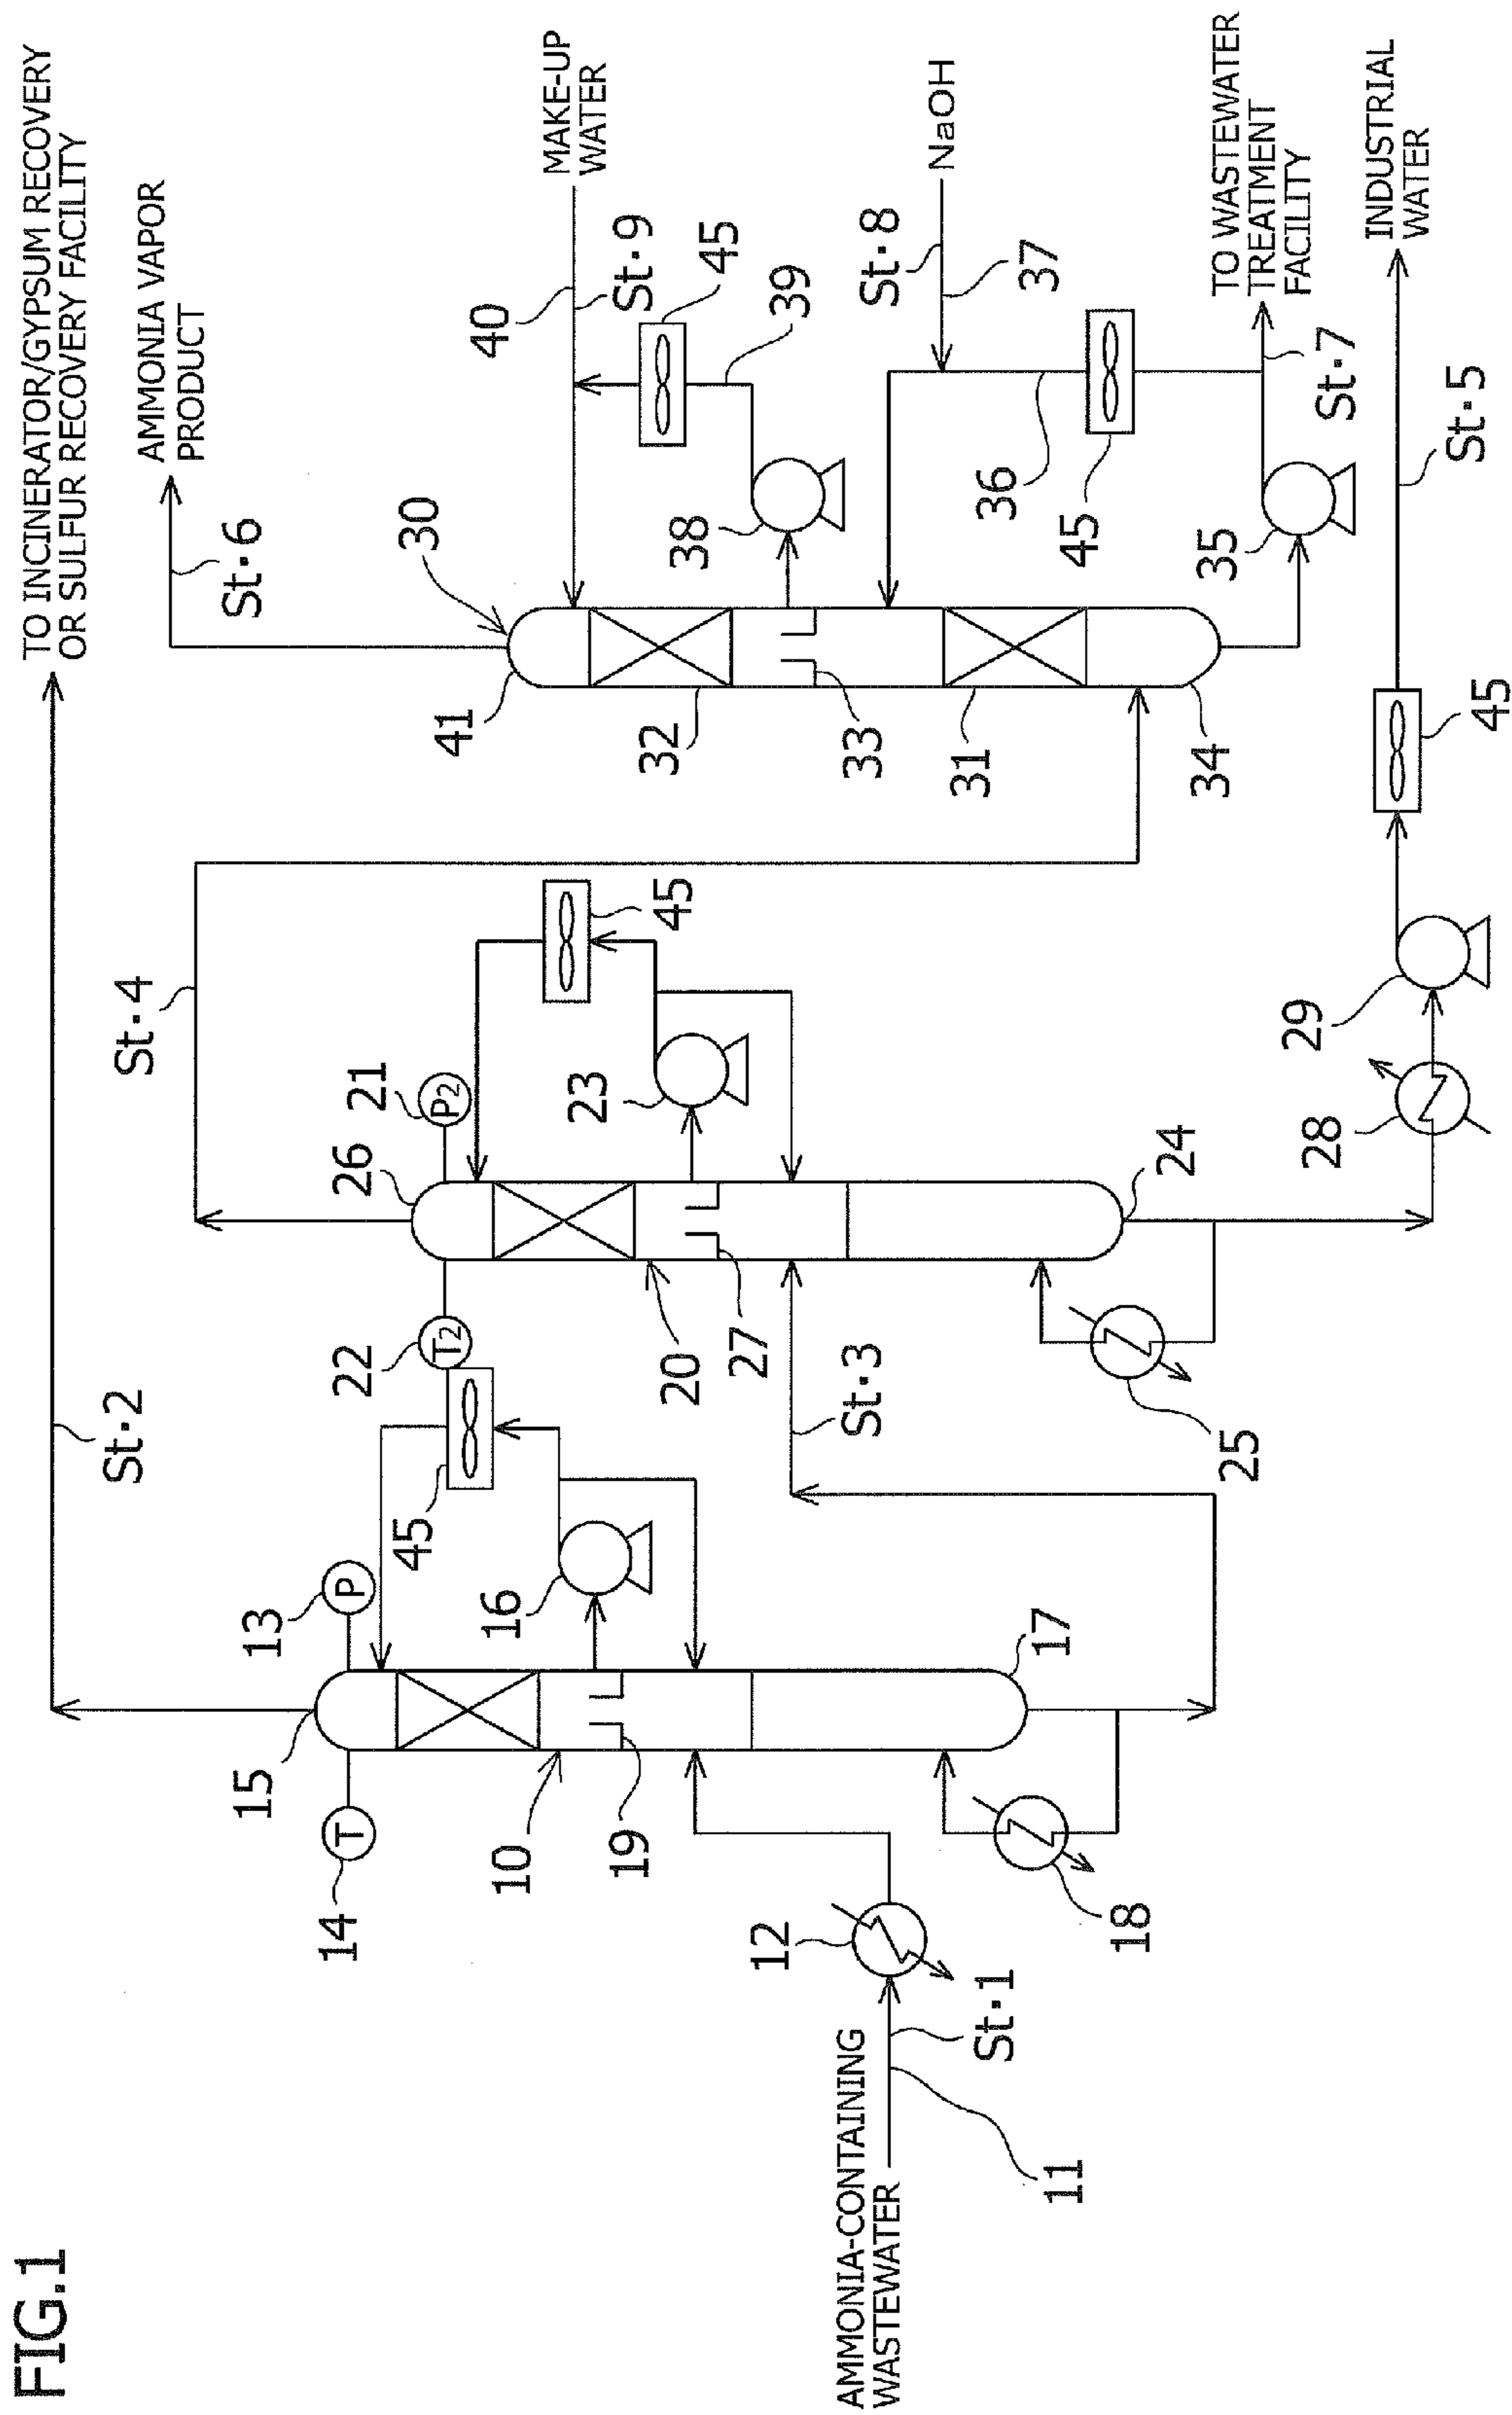 FIG.1
TO INCINERATOR/GYPSUM RECOVERY
OR SULFUR RECOVERY FACILITY
St·2
AMMONIA VAPOR
PRODUCT
St·6
St·4
15
13
P
14
T
45
16
10
19
17
18
12
St·1
AMMONIA-CONTAINING
WASTEWATER
11
26
21
P2
22
T2
45
23
20
27
St·3
24
25
28
29
45
St·5
INDUSTRIAL
WATER
30
41
32
33
31
34
38
39
45
40
St·9
MAKE-UP
WATER
St·8
37
NaOH
36
45
35
St·7
TO WASTEWATER
TREATMENT
FACILITY